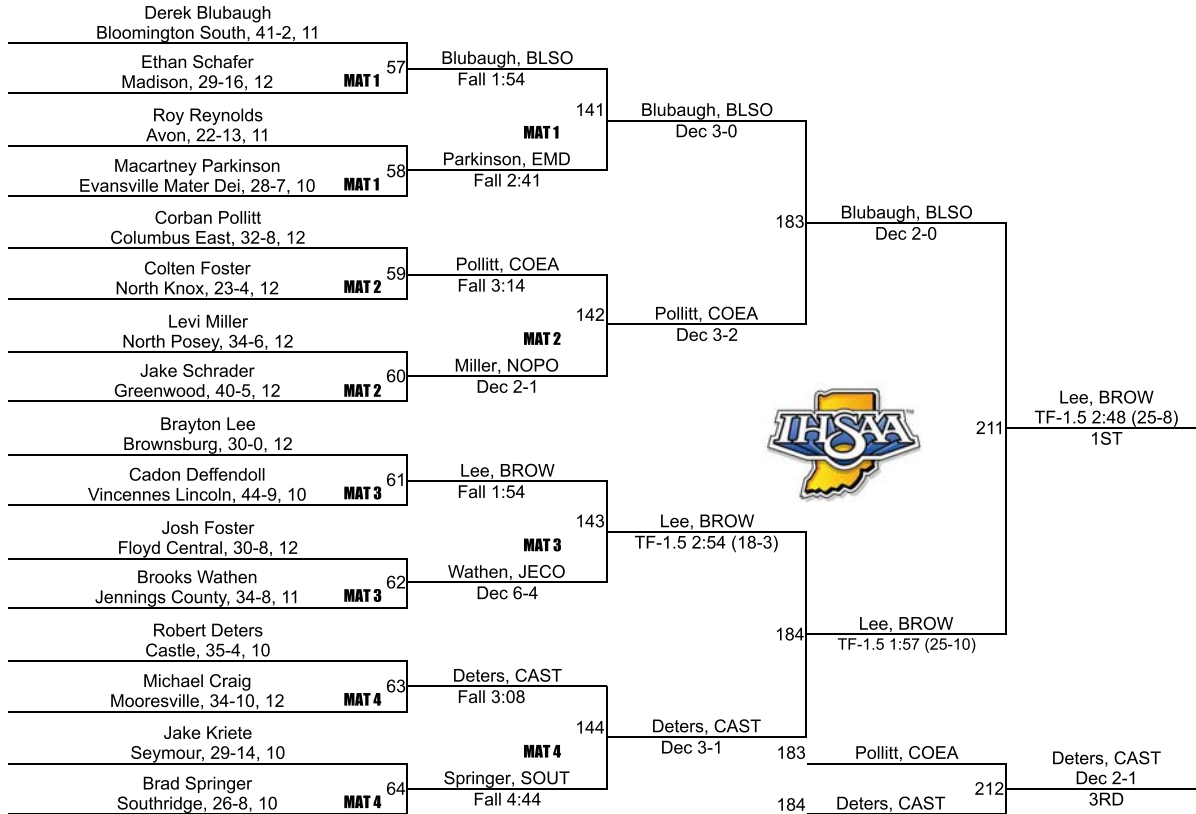 Derek Blubaugh
Bloomington South, 41-2, 11
Ethan Schafer
Madison, 29-16, 12
MAT 1
57
Roy Reynolds
Avon, 22-13, 11
Macartney Parkinson
Evansville Mater Dei, 28-7, 10
MAT 1
58
Corban Pollitt
Columbus East, 32-8, 12
Colten Foster
North Knox, 23-4, 12
MAT 2
59
Levi Miller
North Posey, 34-6, 12
Jake Schrader
Greenwood, 40-5, 12
MAT 2
60
Brayton Lee
Brownsburg, 30-0, 12
Cadon Deffendoll
Vincennes Lincoln, 44-9, 10
MAT 3
61
Josh Foster
Floyd Central, 30-8, 12
Brooks Wathen
Jennings County, 34-8, 11
MAT 3
62
Robert Deters
Castle, 35-4, 10
Michael Craig
Mooresville, 34-10, 12
MAT 4
63
Jake Kriete
Seymour, 29-14, 10
Brad Springer
Southridge, 26-8, 10
MAT 4
64
Blubaugh, BLSO
Fall 1:54
141
MAT 1
Parkinson, EMD
Fall 2:41
Pollitt, COEA
Fall 3:14
142
MAT 2
Miller, NOPO
Dec 2-1
Lee, BROW
Fall 1:54
143
MAT 3
Wathen, JECO
Dec 6-4
Deters, CAST
Fall 3:08
144
MAT 4
Springer, SOUT
Fall 4:44
Blubaugh, BLSO
Dec 3-0
183
Pollitt, COEA
Dec 3-2
Lee, BROW
TF-1.5 2:54 (18-3)
184
Deters, CAST
Dec 3-1
Blubaugh, BLSO
Dec 2-0
IHSAA™
211
Lee, BROW
TF-1.5 1:57 (25-10)
Lee, BROW
TF-1.5 2:48 (25-8)
1ST
183
Pollitt, COEA
184
Deters, CAST
212
Deters, CAST
Dec 2-1
3RD